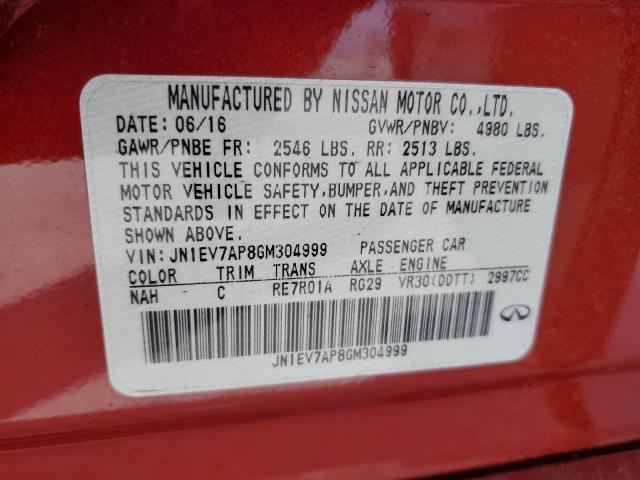 MANUFACTURED BY NISSAN MOTOR CO.,LTD.
DATE: 06/16 GVWR/PNBV: 4980 LBS.
GAWR/PNBE FR: 2546 LBS. RR: 2513 LBS.
THIS VEHICLE CONFORMS TO ALL APPLICABLE FEDERAL
MOTOR VEHICLE SAFETY,BUMPER,AND THEFT PREVENTION
STANDARDS IN EFFECT ON THE DATE OF MANUFACTURE
SHOWN ABOVE.
VIN: JN1EV7AP8GM304999 PASSENGER CAR
COLOR TRIM TRANS AXLE ENGINE
NAH C RE7R01A RG29 VR30(DDTT) 2997CC
JN1EV7AP8GM304999
INFINITI